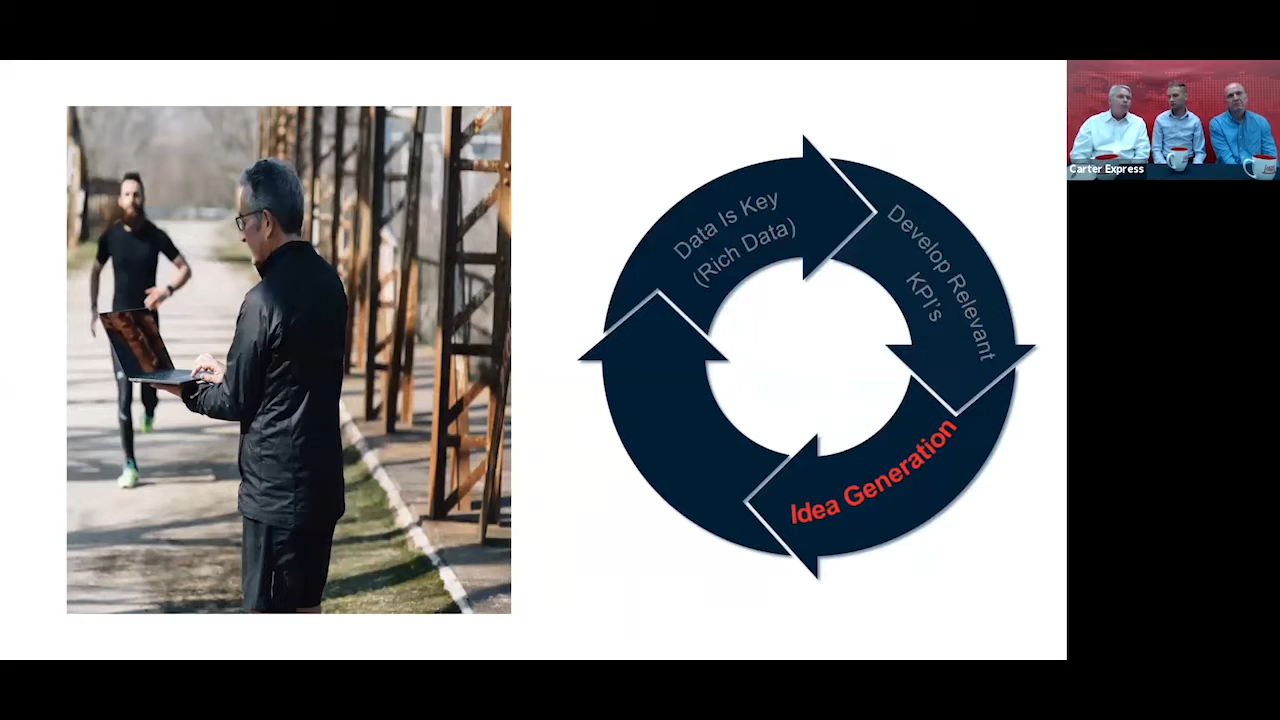 Data Is Key
(Rich Data)
Develop Relevant
KPI's
Idea Generation
Carter Express